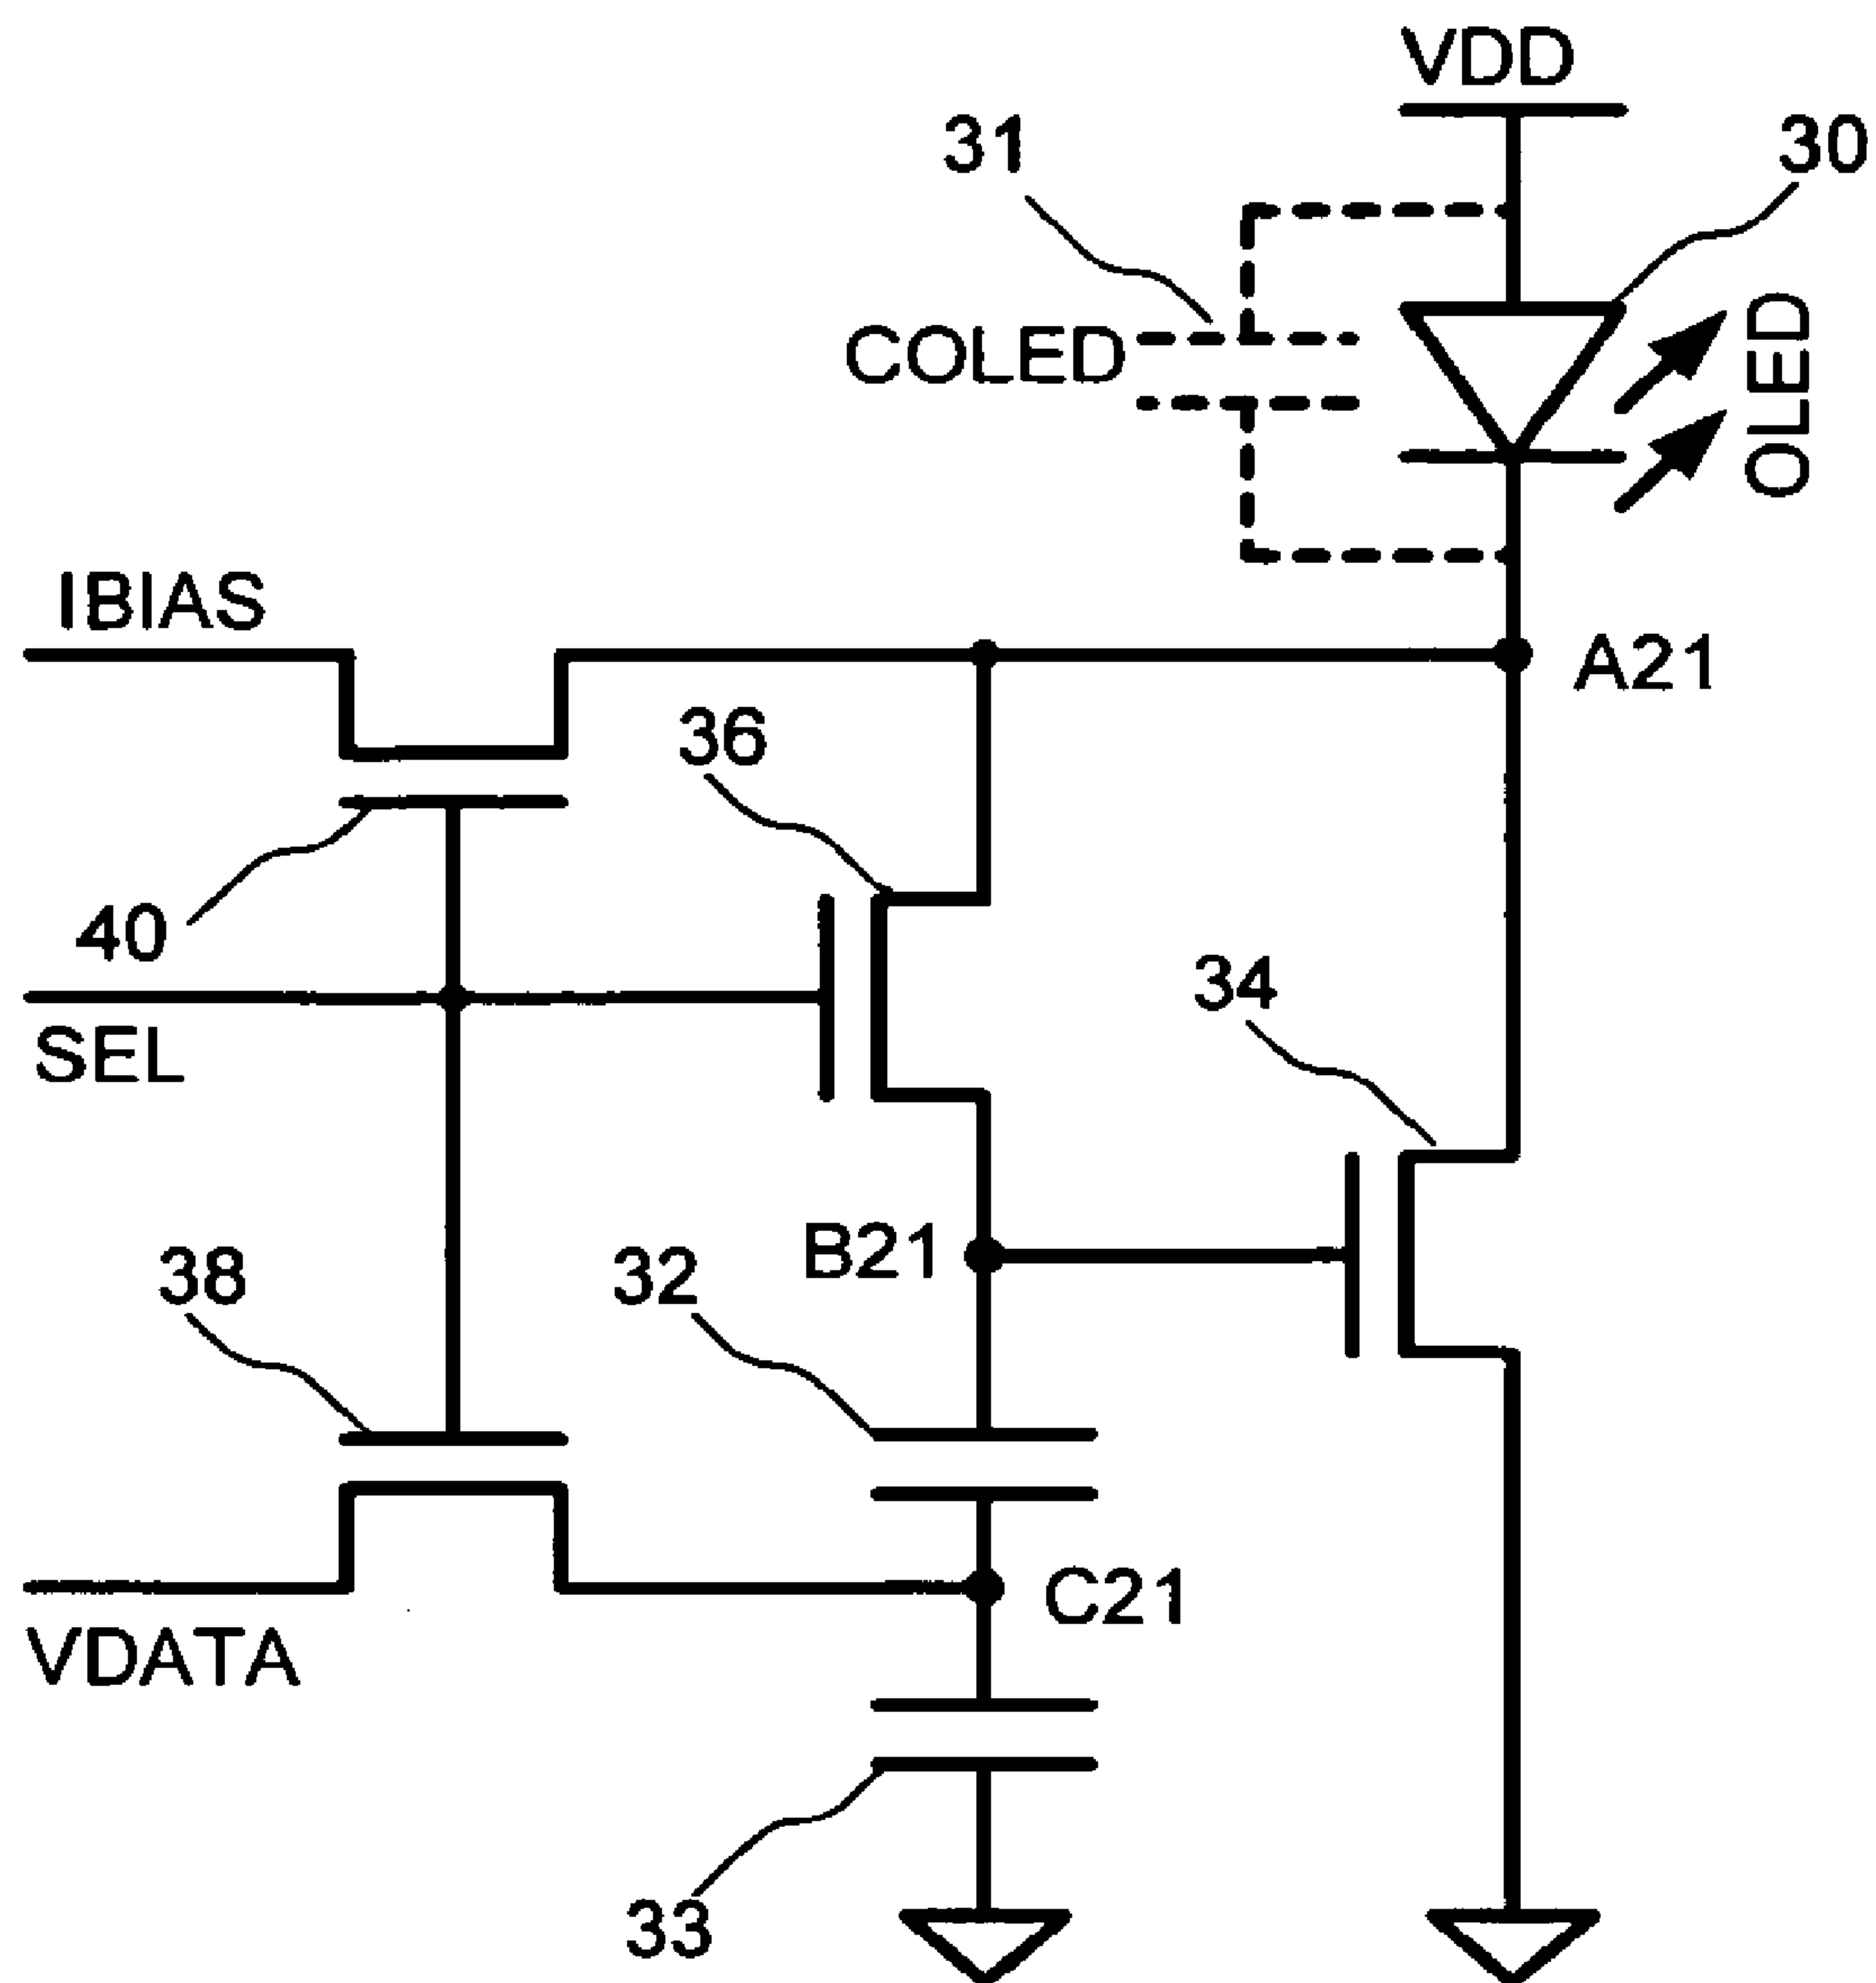 VDD
31
30
COLED
OLED
IBIAS
A21
36
40
SEL
34
B21
38
32
C21
VDATA
33